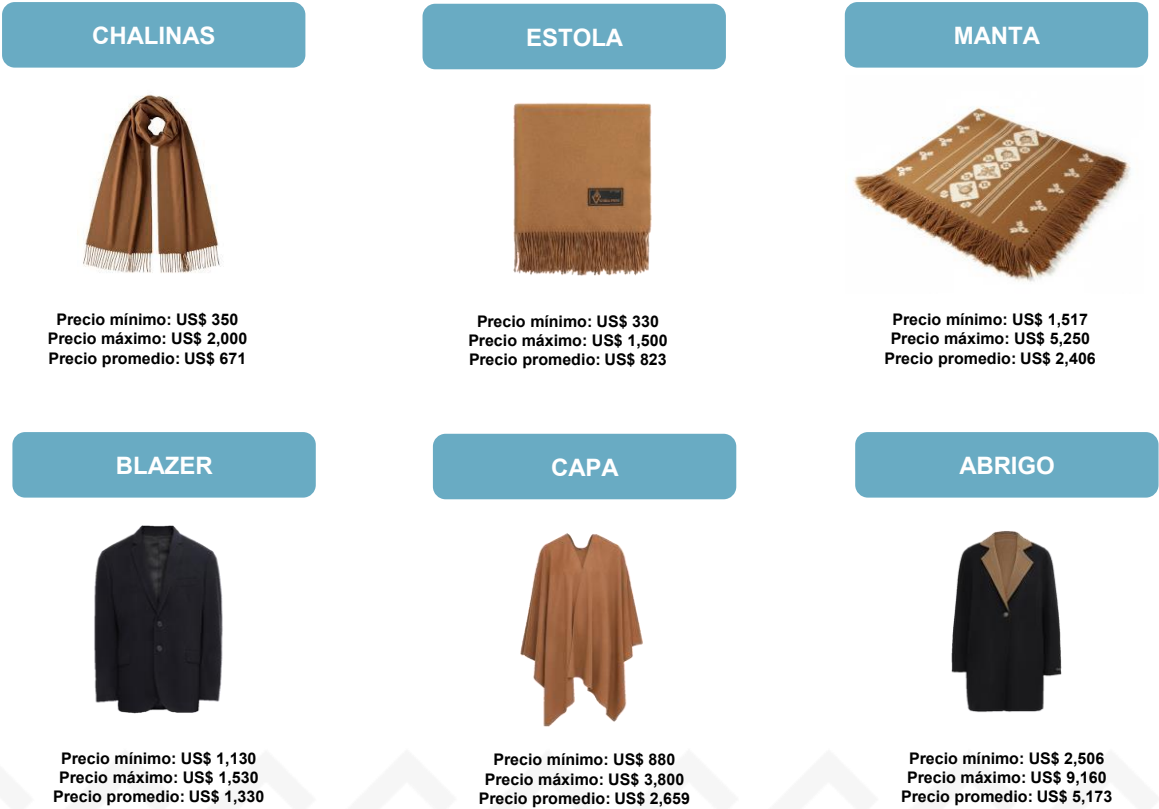 CHALINAS
ESTOLA
MANTA
Precio mínimo: US$ 350
Precio máximo: US$ 2,000
Precio promedio: US$ 671
Precio mínimo: US$ 330
Precio máximo: US$ 1,500
Precio promedio: US$ 823
Precio mínimo: US$ 1,517
Precio máximo: US$ 5,250
Precio promedio: US$ 2,406
BLAZER
CAPA
ABRIGO
Precio mínimo: US$ 1,130
Precio máximo: US$ 1,530
Precio promedio: US$ 1,330
Precio mínimo: US$ 880
Precio máximo: US$ 3,800
Precio promedio: US$ 2,659
Precio mínimo: US$ 2,506
Precio máximo: US$ 9,160
Precio promedio: US$ 5,173